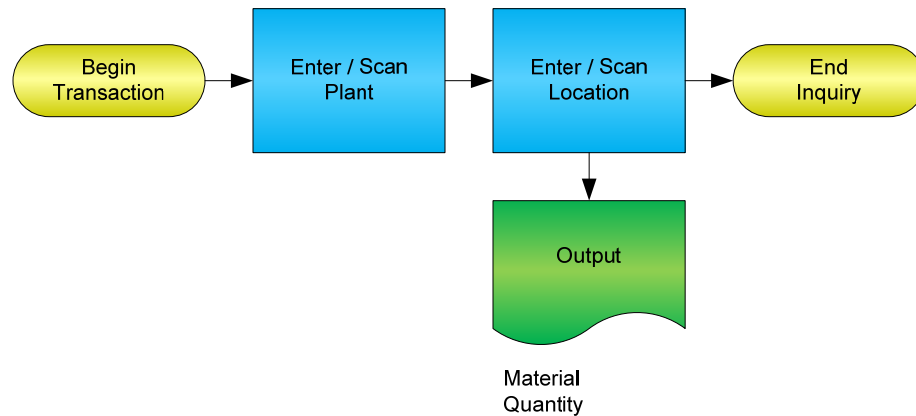 Begin
Transaction
Enter / Scan
Plant
Enter / Scan
Location
End
Inquiry
Output
Material
Quantity